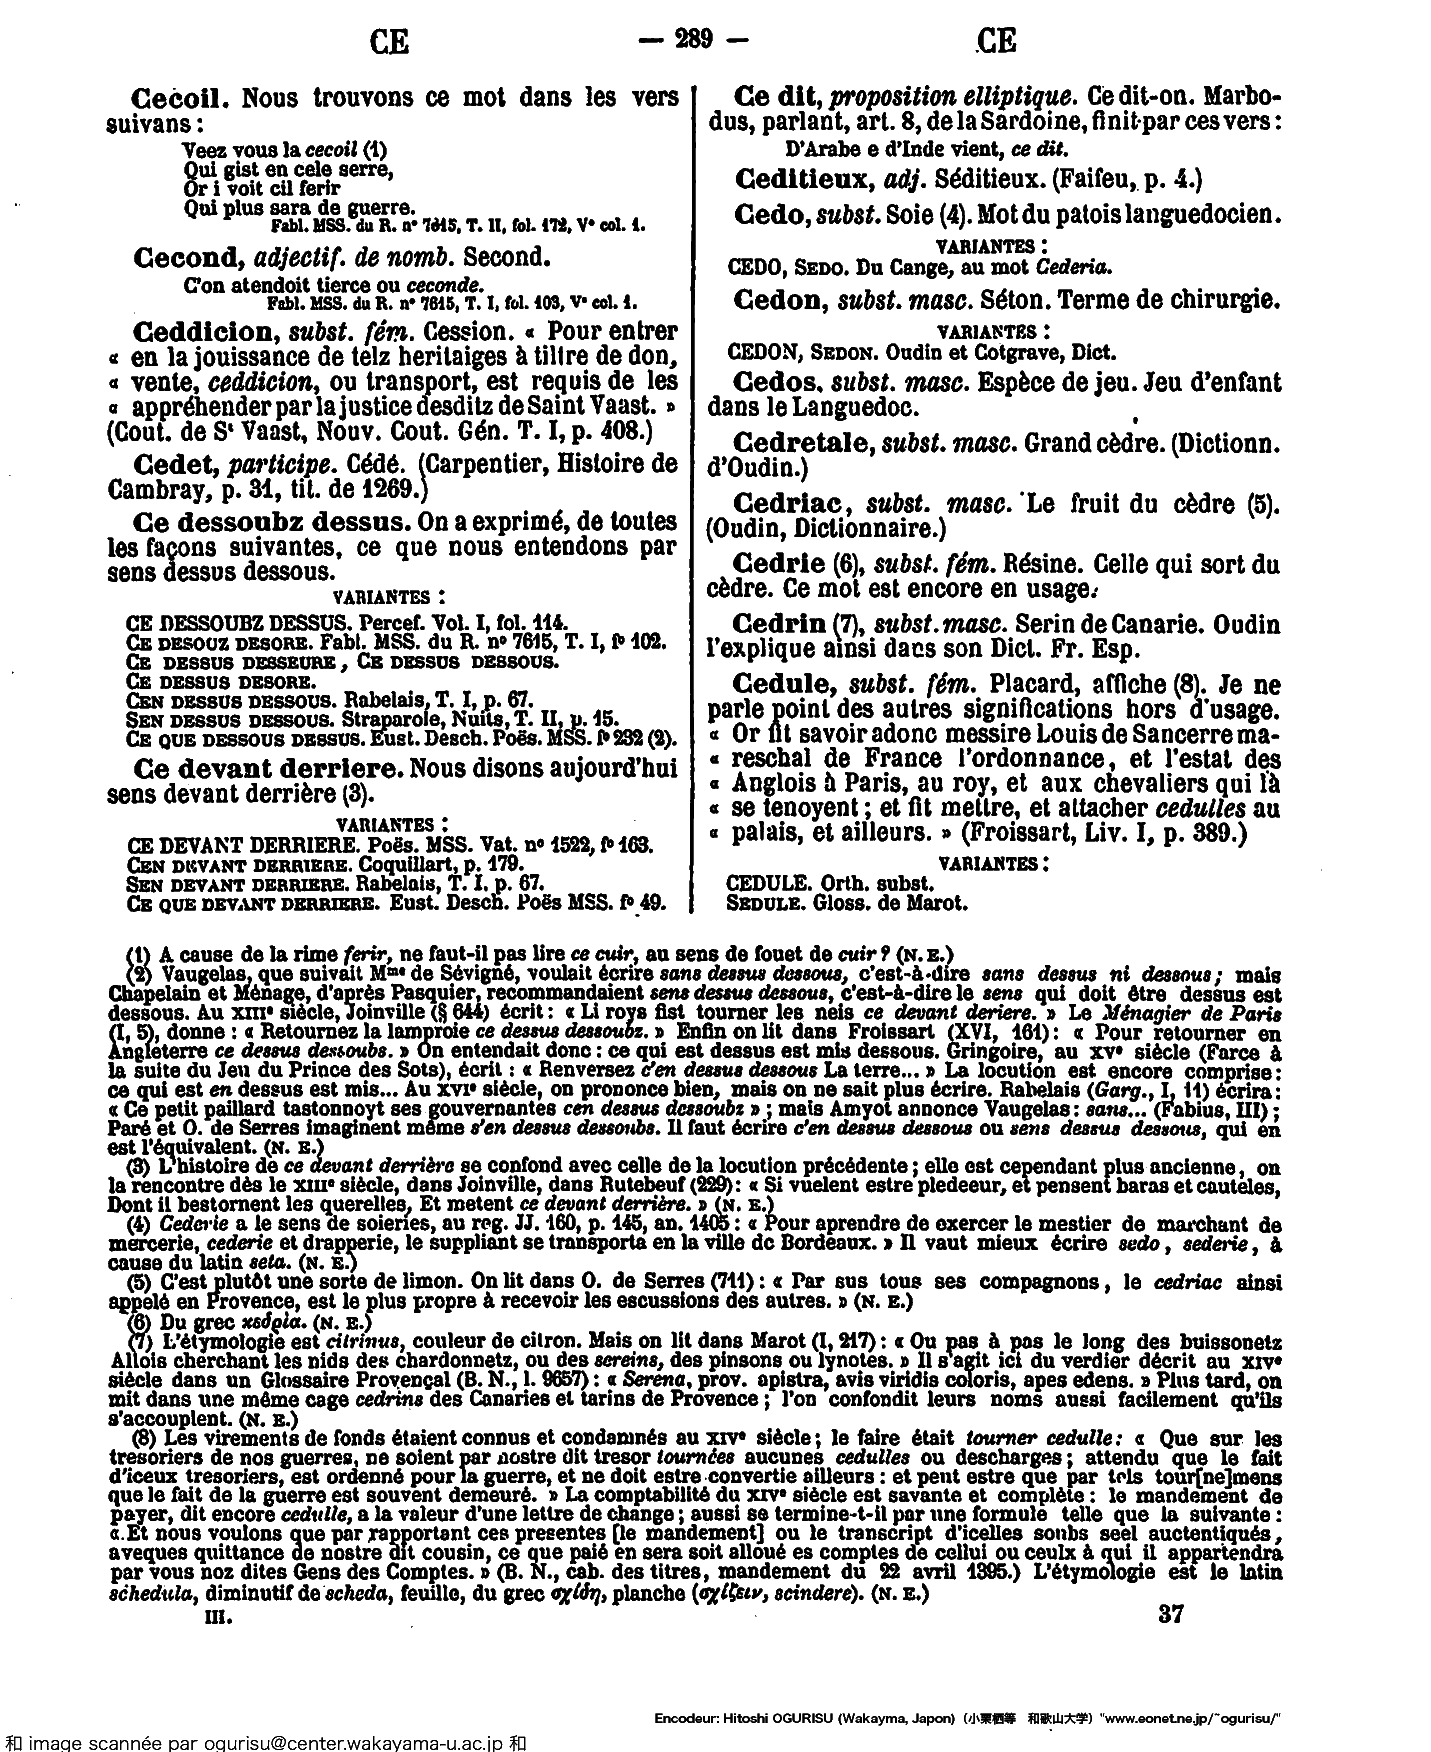 CE — 289 — CE
Cecoil. Nous trouvons ce mot dans les vers
suivans :
Veez vous la cecoil (1)
Qui gist en cele serre,
Or i voit cil ferir
Qui plus sara de guerre.
Fabl. MSS. du R. n° 7615, T. II, fol. 172, V° col. 1.
Cecond, adjectif. de nomb. Second.
C'on atendoit tierce ou ceconde.
Fabl. MSS. du R. n° 7615, T. I, fol. 103, V° col. 1.
Ceddicion, subst. fém. Cession. « Pour entrer
« en la jouissance de telz heritaiges à tiltre de don,
« vente, ceddicion, ou transport, est requis de les
« appréhender par la justice desditz de Saint Vaast. »
(Cout. de St Vaast, Nouv. Cout. Gén. T. I, p. 408.)
Cedet, participe. Cédé. (Carpentier, Histoire de
Cambray, p. 31, tit. de 1269.)
Ce dessoubz dessus. On a exprimé, de toutes
les façons suivantes, ce que nous entendons par
sens dessus dessous.
VARIANTES :
CE DESSOUBZ DESSUS. Percef. Vol. I, fol. 114.
CE DESOUZ DESORE. Fabl. MSS. du R. n° 7615, T. I, f° 102.
CE DESSUS DESSEURE, CE DESSUS DESSOUS.
CE DESSUS DESORE.
CEN DESSUS DESSOUS. Rabelais, T. I, p. 67.
SEN DESSUS DESSOUS. Straparole, Nuits, T. II, p. 15.
CE QUE DESSOUS DESSUS. Eust. Desch. Poës. MSS. f° 232 (2).
Ce devant derriere. Nous disons aujourd'hui
sens devant derrière (3).
VARIANTES :
CE DEVANT DERRIERE. Poës. MSS. Vat. n° 1522, f° 163.
CEN DEVANT DERRIERE. Coquillart, p. 179.
SEN DEVANT DERRIERE. Rabelais, T. I, p. 67.
CE QUE DEVANT DERRIERE. Eust. Desch. Poës MSS. f° 49.
Ce dit, proposition elliptique. Ce dit-on. Marbo-
dus, parlant, art. 8, de la Sardoine, finit par ces vers :
D'Arabe e d'Inde vient, ce dit.
Ceditieux, adj. Séditieux. (Faifeu, p. 4.)
Cedo, subst. Soie (4). Mot du patois languedocien.
VARIANTES :
CEDO, SEDO. Du Cange, au mot Cederia.
Cedon, subst. masc. Séton. Terme de chirurgie.
VARIANTES :
CEDON, SEDON. Oudin et Cotgrave, Dict.
Cedos, subst. masc. Espèce de jeu. Jeu d'enfant
dans le Languedoc.
Cedretale, subst. masc. Grand cèdre. (Dictionn.
d'Oudin.)
Cedriac, subst. masc. Le fruit du cèdre (5).
(Oudin, Dictionnaire.)
Cedrie (6), subst. fém. Résine. Celle qui sort du
cèdre. Ce mot est encore en usage.
Cedrin (7), subst. masc. Serin de Canarie. Oudin
l'explique ainsi dans son Dict. Fr. Esp.
Cedule, subst. fém. Placard, affiche (8). Je ne
parle point des autres significations hors d'usage.
« Or fit savoir adonc messire Louis de Sancerre ma-
« reschal de France l'ordonnance, et l'estat des
« Anglois à Paris, au roy, et aux chevaliers qui là
« se tenoyent ; et fit mettre, et attacher cedulles au
« palais, et ailleurs. » (Froissart, Liv. I, p. 389.)
VARIANTES :
CEDULE. Orth. subst.
SEDULE. Gloss. de Marot.
(1) A cause de la rime ferir, ne faut-il pas lire ce cuir, au sens de fouet de cuir ? (N. E.)
(2) Vaugelas, que suivait Mme de Sévigné, voulait écrire sans dessus dessous, c'est-à-dire sans dessus ni dessous ; mais
Chapelain et Ménage, d'après Pasquier, recommandaient sens dessus dessous, c'est-à-dire le sens qui doit être dessus est
dessous. Au XIIIe siècle, Joinville (§ 644) écrit : « Li roys fist tourner les neis ce devant deriere. » Le Ménagier de Paris
(I, 5), donne : « Retournez la lamproie ce dessus dessoubz. » Enfin on lit dans Froissart (XVI, 161) : « Pour retourner en
Angleterre ce dessus dessoubs. » On entendait donc : ce qui est dessus est mis dessous. Gringoire, au XVe siècle (Farce à
la suite du Jeu du Prince des Sots), écrit : « Renversez c'en dessus dessous La terre... » La locution est encore comprise :
ce qui est en dessus est mis... Au XVIe siècle, on prononce bien, mais on ne sait plus écrire. Rabelais (Garg., I, 11) écrira :
« Ce petit paillard tastonnoyt ses gouvernantes cen dessus dessoubz » ; mais Amyot annonce Vaugelas : sans... (Fabius, III) ;
Paré et O. de Serres imaginent même s'en dessus dessoubs. Il faut écrire c'en dessus dessous ou sens dessus dessous, qui en
est l'équivalent. (N. E.)
(3) L'histoire de ce devant derrière se confond avec celle de la locution précédente ; elle est cependant plus ancienne, on
la rencontre dès le XIIIe siècle, dans Joinville, dans Rutebeuf (229) : « Si vuelent estre pledeeur, et pensent baras et cauteles,
Dont il bestornent les querelles, Et metent ce devant derrière. » (N. E.)
(4) Cederie a le sens de soieries, au reg. JJ. 160, p. 145, an. 1405 : « Pour aprendre de exercer le mestier de marchant de
mercerie, cederie et drapperie, le suppliant se transporta en la ville de Bordeaux. » Il vaut mieux écrire sedo, sederie, à
cause du latin seta. (N. E.)
(5) C'est plutôt une sorte de limon. On lit dans O. de Serres (711) : « Par sus tous ses compagnons, le cedriac ainsi
appelé en Provence, est le plus propre à recevoir les escussions des autres. » (N. E.)
(6) Du grec κεδρία. (N. E.)
(7) L'étymologie est citrinus, couleur de citron. Mais on lit dans Marot (I, 217) : « Ou pas à pas le long des buissonetz
Allois cherchant les nids des chardonnetz, ou des sereins, des pinsons ou lynotes. » Il s'agit ici du verdier décrit au XIVe
siècle dans un Glossaire Provençal (B. N., l. 9657) : « Serena, prov. apistra, avis viridis coloris, apes edens. » Plus tard, on
mit dans une même cage cedrins des Canaries et tarins de Provence ; l'on confondit leurs noms aussi facilement qu'ils
s'accouplent. (N. E.)
(8) Les virements de fonds étaient connus et condamnés au XIVe siècle ; le faire était tourner cedulle : « Que sur les
tresoriers de nos guerres, ne soient par nostre dit tresor tournées aucunes cedulles ou descharges ; attendu que le fait
d'iceux tresoriers, est ordenné pour la guerre, et ne doit estre convertie ailleurs : et peut estre que par tels tour[ne]mens
que le fait de la guerre est souvent demeuré. » La comptabilité du XIVe siècle est savante et complète : le mandement de
payer, dit encore cedulle, a la valeur d'une lettre de change ; aussi se termine-t-il par une formule telle que la suivante :
« Et nous voulons que par rapportant ces presentes [le mandement] ou le transcript d'icelles soubs seel auctentiqués,
aveques quittance de nostre dit cousin, ce que paié en sera soit alloué es comptes de cellui ou ceulx à qui il appartendra
par vous noz dites Gens des Comptes. » (B. N., cab. des titres, mandement du 22 avril 1395.) L'étymologie est le latin
schedula, diminutif de scheda, feuille, du grec σχίδη, planche (σχίζειν, scindere). (N. E.)
III. 37
Encodeur: Hitoshi OGURISU (Wakayma, Japon) (小栗栖等 和歌山大学) "www.eonet.ne.jp/~ogurisu/"
和 image scannée par ogurisu@center.wakayama-u.ac.jp 和